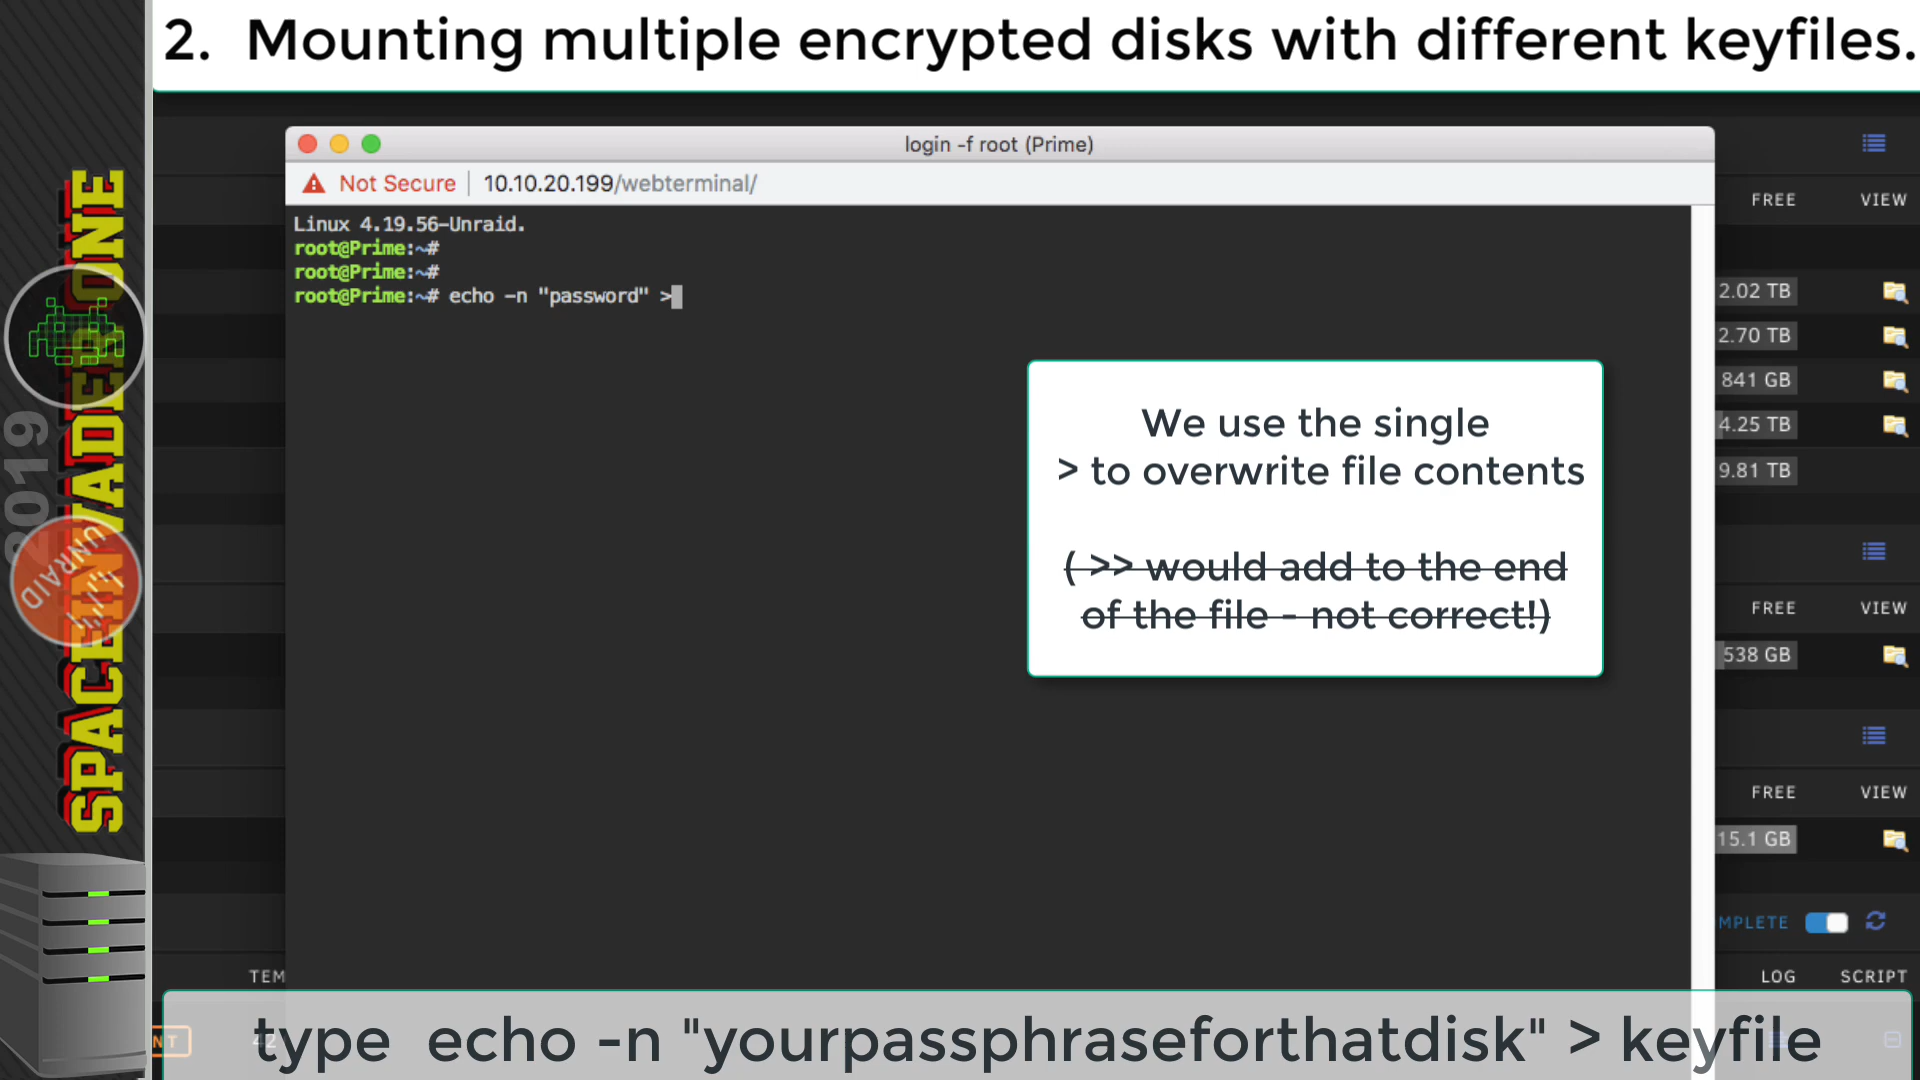 2. Mounting multiple encrypted disks with different keyfiles.
login -f root (Prime)
Not Secure | 10.10.20.199/webterminal/
Linux 4.19.56-Unraid.
root@Prime:~#
root@Prime:~#
root@Prime:~# echo -n "password" >
We use the single
> to overwrite file contents
( >> would add to the end
of the file - not correct!)
FREE VIEW
2.02 TB
2.70 TB
841 GB
4.25 TB
9.81 TB
FREE VIEW
538 GB
FREE VIEW
15.1 GB
MPLETE
TEM
LOG SCRIPT
NT
42
type echo -n "yourpassphraseforthatdisk" > keyfile
SPACEINVADER ONE
2019
UNRAID